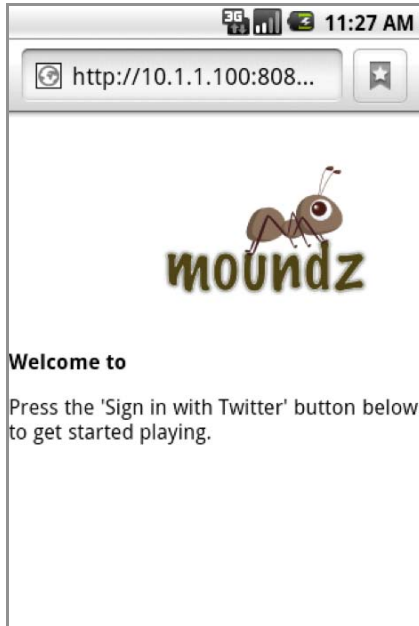 3G 11:27 AM
http://10.1.1.100:808...
moundz
Welcome to
Press the 'Sign in with Twitter' button below
to get started playing.